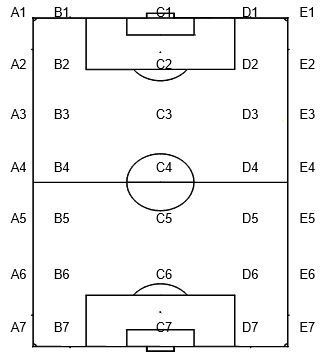 A1 B1 C1 D1 E1
A2 B2 C2 D2 E2
A3 B3 C3 D3 E3
A4 B4 C4 D4 E4
A5 B5 C5 D5 E5
A6 B6 C6 D6 E6
A7 B7 C7 D7 E7